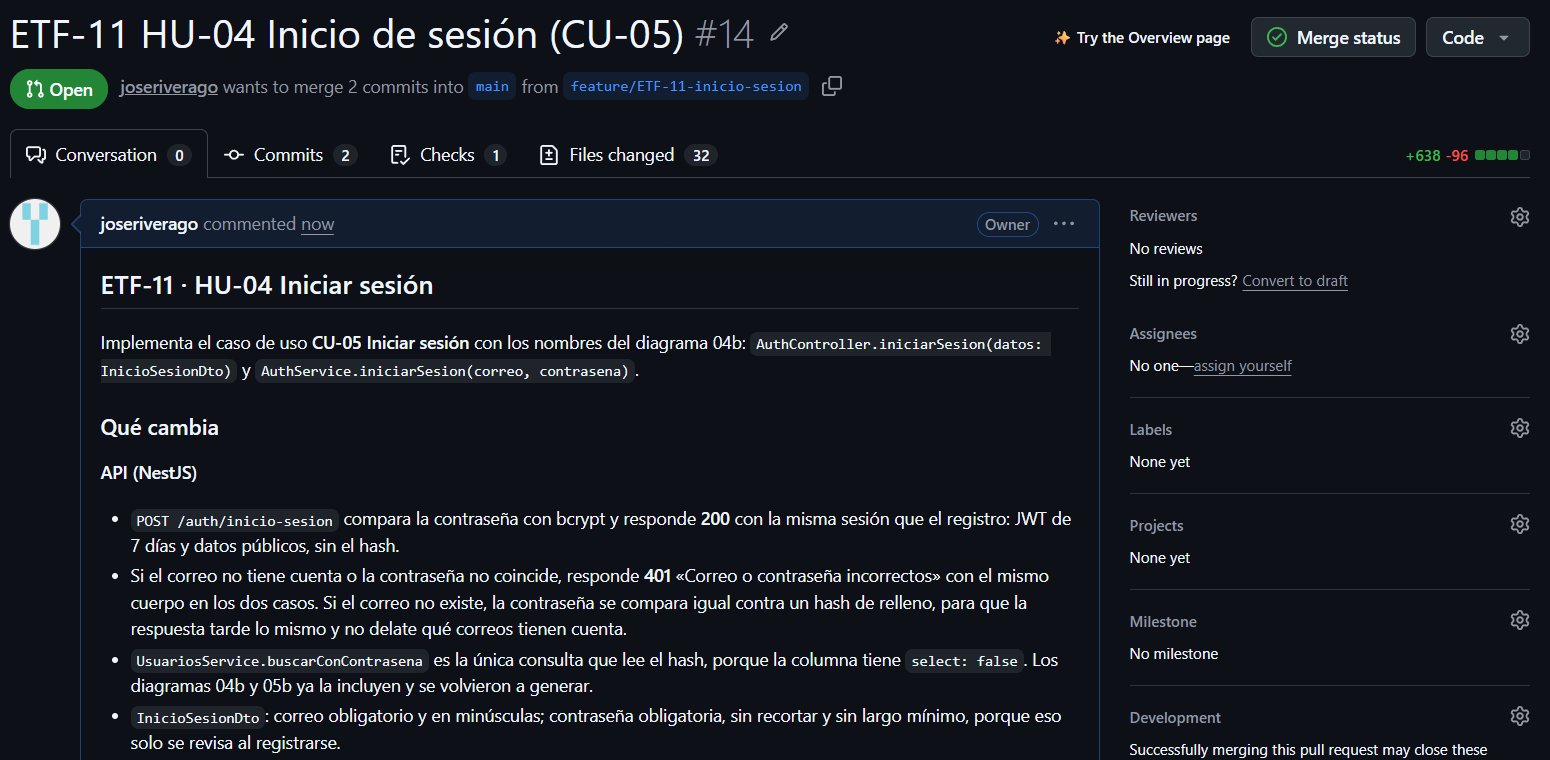 ETF-11 HU-04 Inicio de sesión (CU-05) #14
Try the Overview page
Merge status
Code
Open
joseriverago wants to merge 2 commits into main from feature/ETF-11-inicio-sesion
Conversation 0
Commits 2
Checks 1
Files changed 32
+638 -96
joseriverago commented now
Owner
ETF-11 · HU-04 Iniciar sesión
Implementa el caso de uso CU-05 Iniciar sesión con los nombres del diagrama 04b: AuthController.iniciarSesion(datos:
InicioSesionDto) y AuthService.iniciarSesion(correo, contrasena).
Qué cambia
API (NestJS)
• POST /auth/inicio-sesion compara la contraseña con bcrypt y responde 200 con la misma sesión que el registro: JWT de
7 días y datos públicos, sin el hash.
• Si el correo no tiene cuenta o la contraseña no coincide, responde 401 «Correo o contraseña incorrectos» con el mismo
cuerpo en los dos casos. Si el correo no existe, la contraseña se compara igual contra un hash de relleno, para que la
respuesta tarde lo mismo y no delate qué correos tienen cuenta.
• UsuariosService.buscarConContrasena es la única consulta que lee el hash, porque la columna tiene select: false. Los
diagramas 04b y 05b ya la incluyen y se volvieron a generar.
• InicioSesionDto: correo obligatorio y en minúsculas; contraseña obligatoria, sin recortar y sin largo mínimo, porque eso
solo se revisa al registrarse.
Reviewers
No reviews
Still in progress? Convert to draft
Assignees
No one—assign yourself
Labels
None yet
Projects
None yet
Milestone
No milestone
Development
Successfully merging this pull request may close these